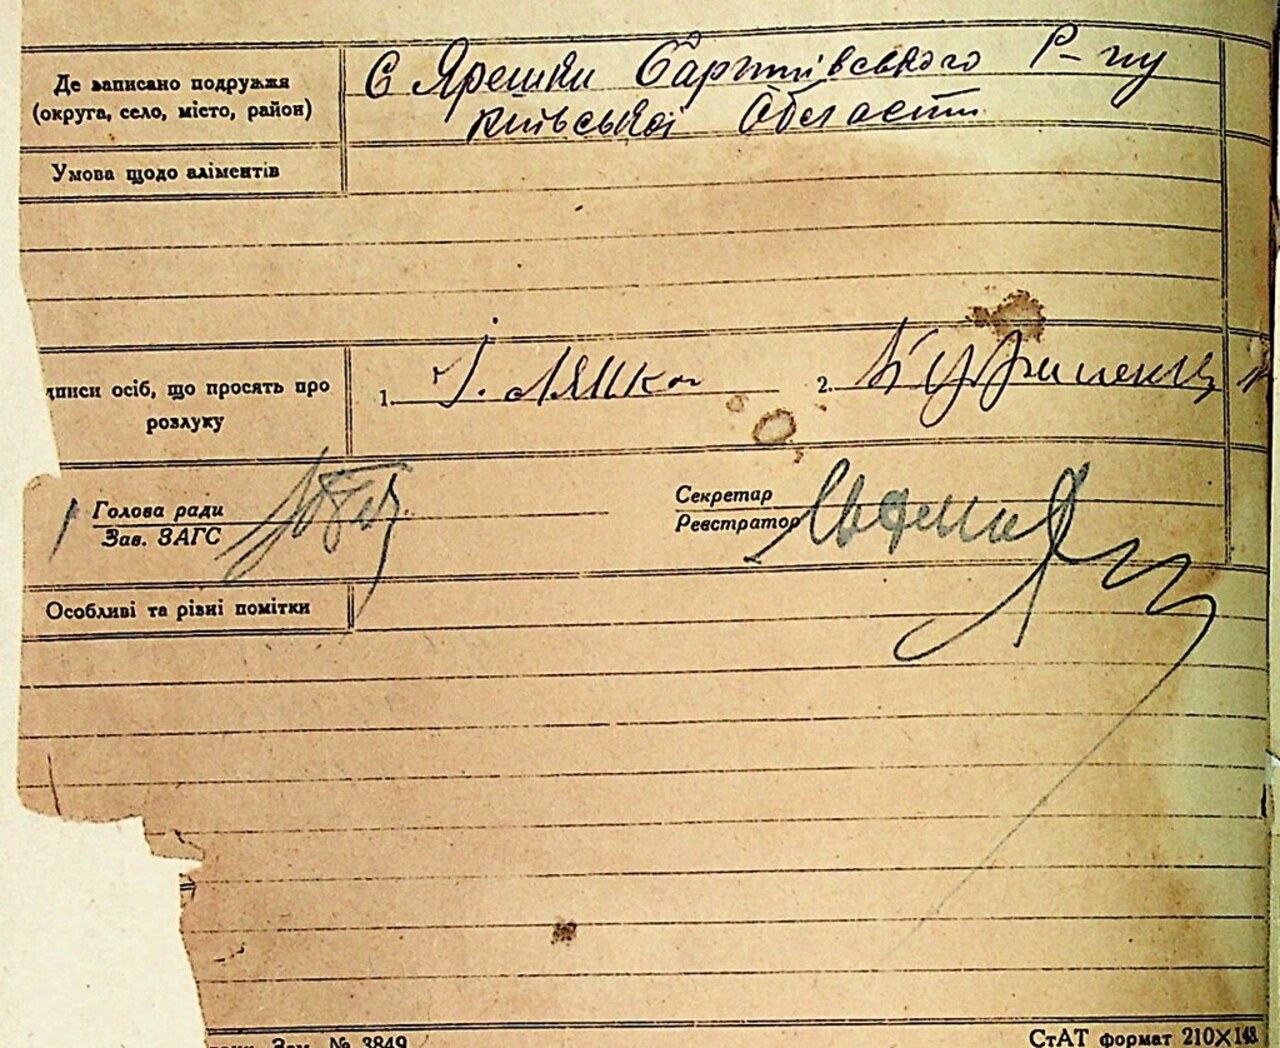 Де записано подружжя
(округа, село, місто, район)
С Ярешки Р-ну
Київської Області
Умова щодо аліментів
писи осіб, що просять про
розлуку
1. І. Ляшко 2.
Голова ради
Зав. ЗАГС
Секретар
Реєстратор
Особливі та різні помітки
Зам. № 3849
СтАТ формат 210×148